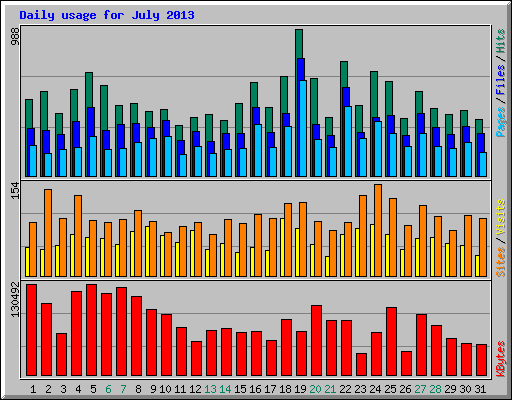 Daily usage for July 2013
988
Pages / Files / Hits
154
Sites / Visits
130492
KBytes
1 2 3 4 5 6 7 8 9 10 11 12 13 14 15 16 17 18 19 20 21 22 23 24 25 26 27 28 29 30 31